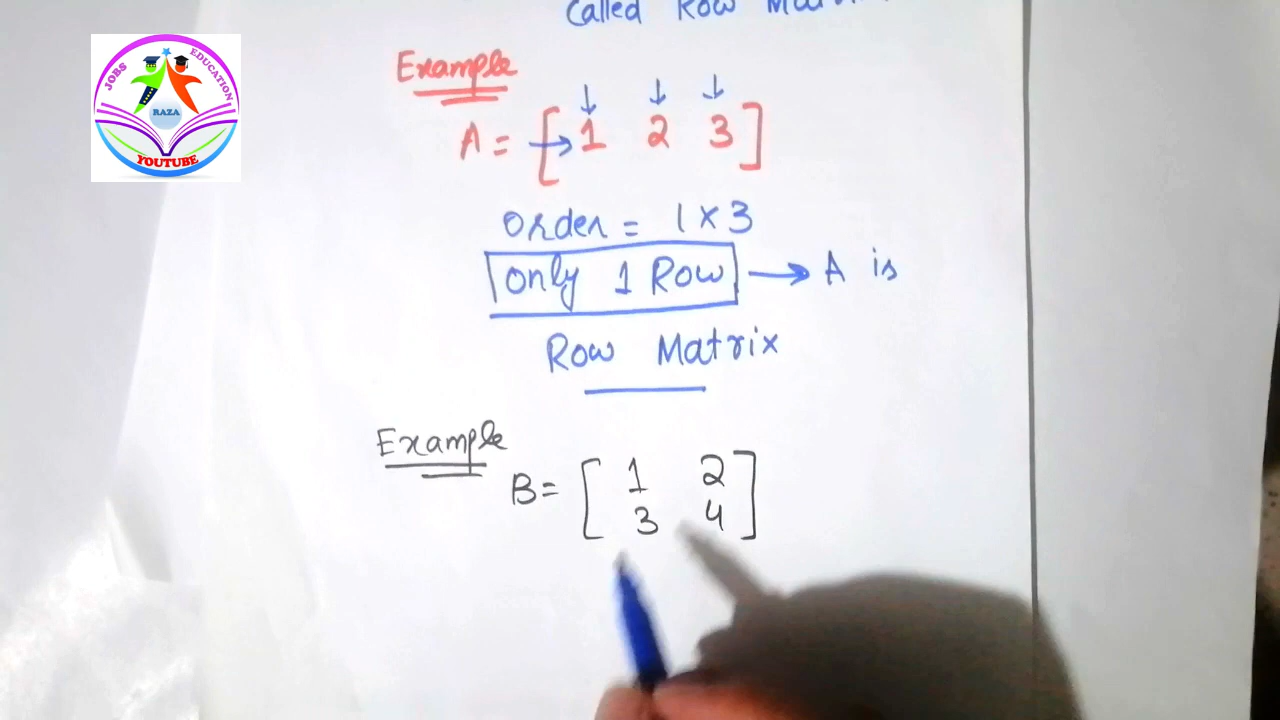 Called Row
JOBS EDUCATION
RAZA
YOUTUBE
Example
A = [ 1 2 3 ]
Order = 1 × 3
Only 1 Row → A is
Row Matrix
Example
B = [ 1 2
3 4 ]